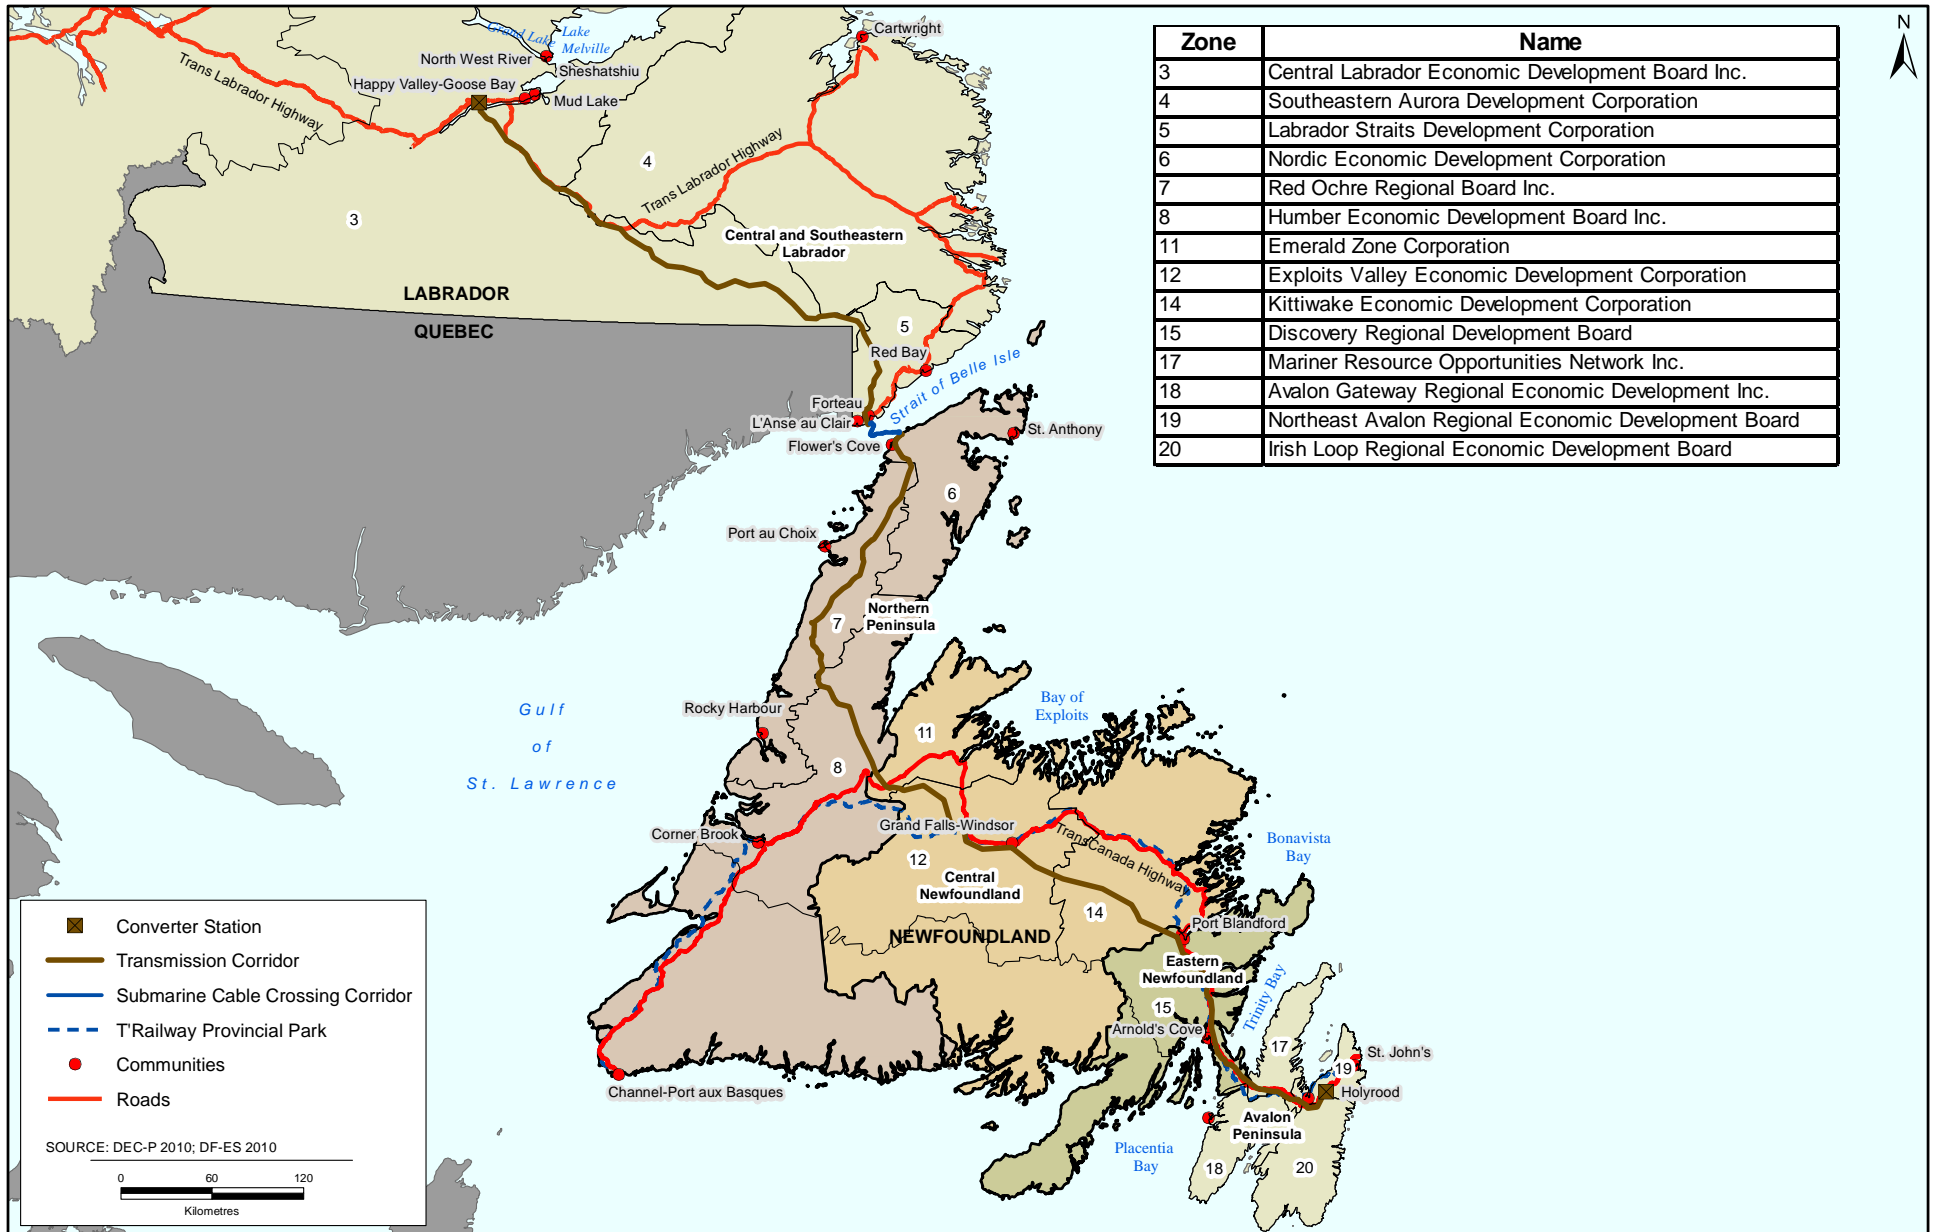 N
Zone Name
3 Central Labrador Economic Development Board Inc.
4 Southeastern Aurora Development Corporation
5 Labrador Straits Development Corporation
6 Nordic Economic Development Corporation
7 Red Ochre Regional Board Inc.
8 Humber Economic Development Board Inc.
11 Emerald Zone Corporation
12 Exploits Valley Economic Development Corporation
14 Kittiwake Economic Development Corporation
15 Discovery Regional Development Board
17 Mariner Resource Opportunities Network Inc.
18 Avalon Gateway Regional Economic Development Inc.
19 Northeast Avalon Regional Economic Development Board
20 Irish Loop Regional Economic Development Board
Cartwright
Grand Lake
Lake
Melville
North West River
Sheshatshiu
Trans Labrador Highway
Happy Valley-Goose Bay
Mud Lake
4
Trans Labrador Highway
3
Central and Southeastern
Labrador
LABRADOR
QUEBEC
5
Red Bay
Strait of Belle Isle
Forteau
L'Anse au Clair
Flower's Cove
St. Anthony
6
Port au Choix
Northern
Peninsula
7
Rocky Harbour
Gulf
of
St. Lawrence
Bay of
Exploits
11
8
Corner Brook
Grand Falls-Windsor
TransCanada Highway
Bonavista
Bay
12
Central
Newfoundland
14
NEWFOUNDLAND
Port Blandford
Eastern
Newfoundland
Trinity Bay
15
Arnold's Cove
17
St. John's
19
Holyrood
Channel-Port aux Basques
Avalon
Peninsula
Placentia
Bay
18
20
Converter Station
Transmission Corridor
Submarine Cable Crossing Corridor
T'Railway Provincial Park
Communities
Roads
SOURCE: DEC-P 2010; DF-ES 2010
0 60 120
Kilometres